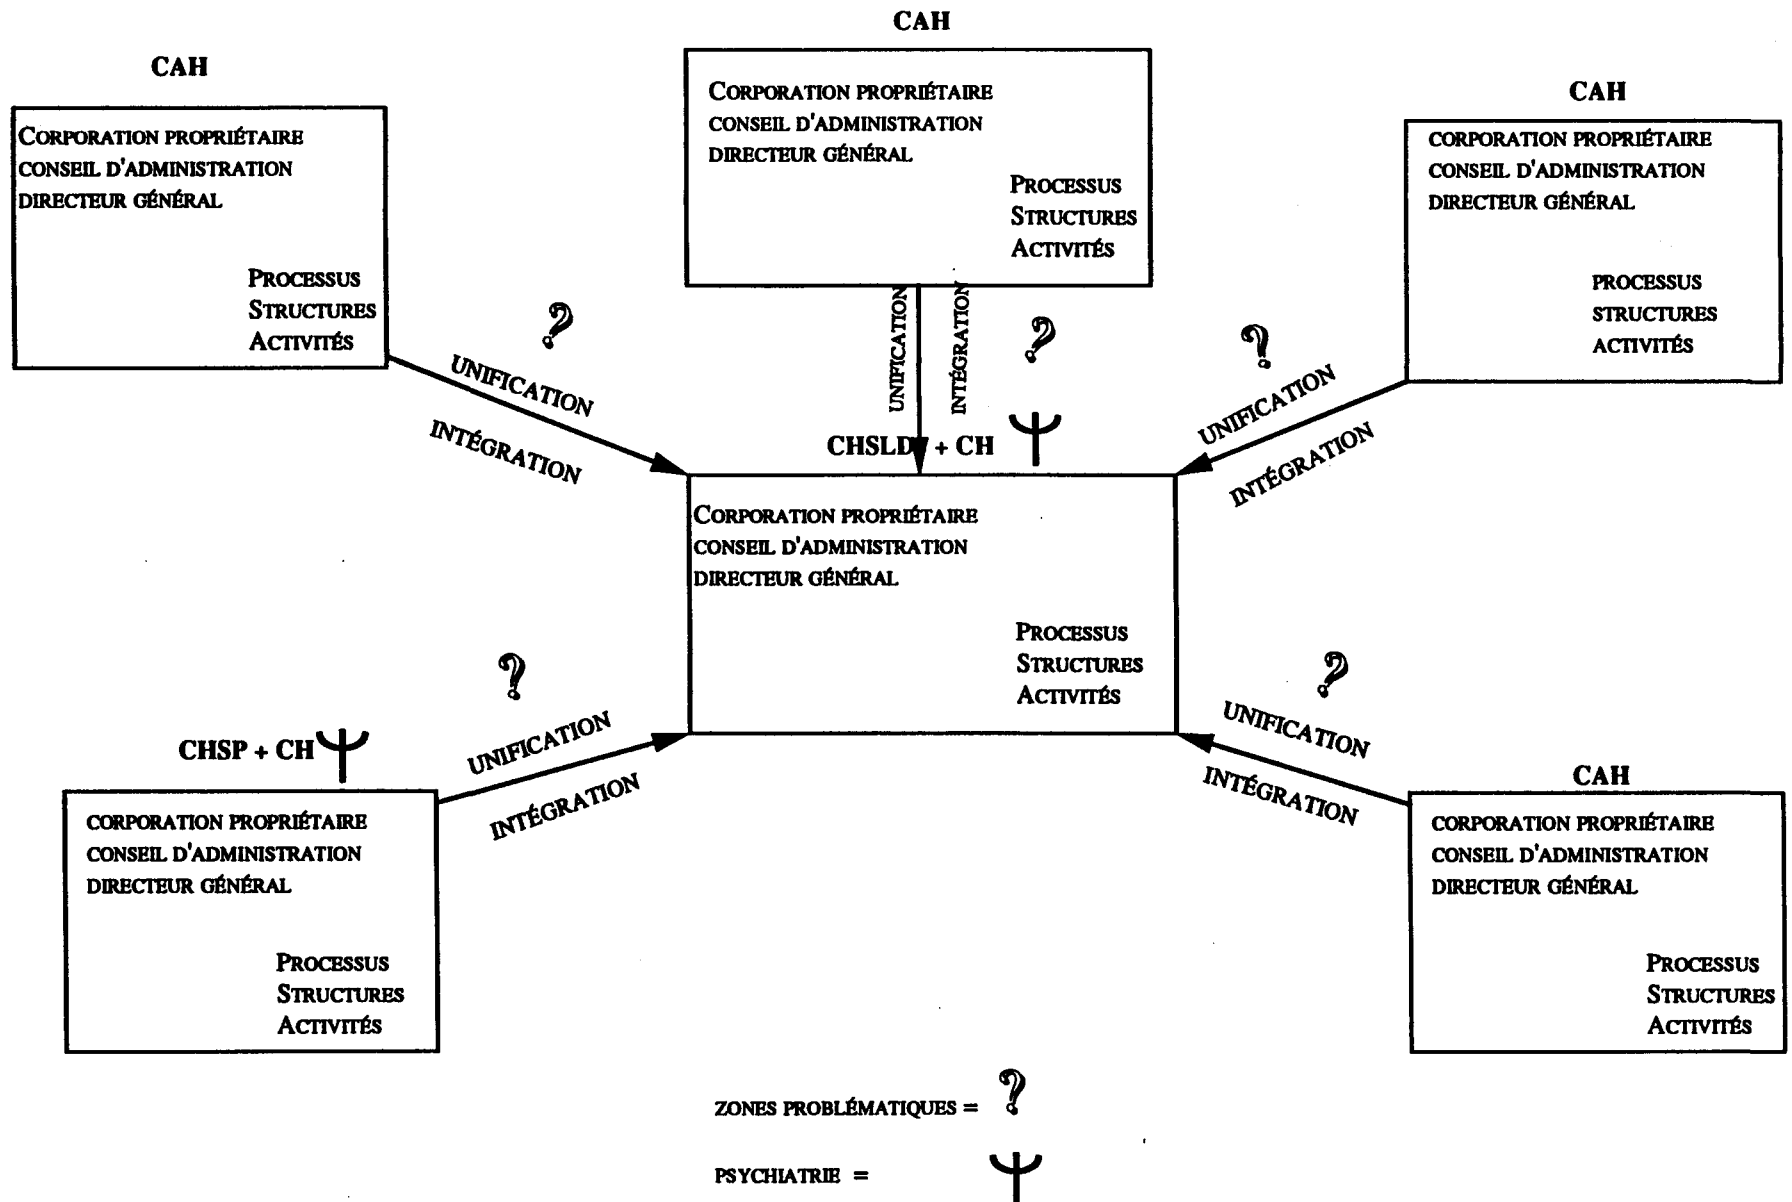 CAH
CORPORATION PROPRIÉTAIRE
CONSEIL D'ADMINISTRATION
DIRECTEUR GÉNÉRAL
PROCESSUS
STRUCTURES
ACTIVITÉS
CAH
CORPORATION PROPRIÉTAIRE
CONSEIL D'ADMINISTRATION
DIRECTEUR GÉNÉRAL
PROCESSUS
STRUCTURES
ACTIVITÉS
CAH
CORPORATION PROPRIÉTAIRE
CONSEIL D'ADMINISTRATION
DIRECTEUR GÉNÉRAL
PROCESSUS
STRUCTURES
ACTIVITÉS
?
UNIFICATION
INTÉGRATION
UNIFICATION
INTÉGRATION
?
?
UNIFICATION
INTÉGRATION
CHSLD + CH Ψ
CORPORATION PROPRIÉTAIRE
CONSEIL D'ADMINISTRATION
DIRECTEUR GÉNÉRAL
PROCESSUS
STRUCTURES
ACTIVITÉS
?
UNIFICATION
INTÉGRATION
?
UNIFICATION
INTÉGRATION
CHSP + CH Ψ
CORPORATION PROPRIÉTAIRE
CONSEIL D'ADMINISTRATION
DIRECTEUR GÉNÉRAL
PROCESSUS
STRUCTURES
ACTIVITÉS
CAH
CORPORATION PROPRIÉTAIRE
CONSEIL D'ADMINISTRATION
DIRECTEUR GÉNÉRAL
PROCESSUS
STRUCTURES
ACTIVITÉS
ZONES PROBLÉMATIQUES = ?
PSYCHIATRIE = Ψ